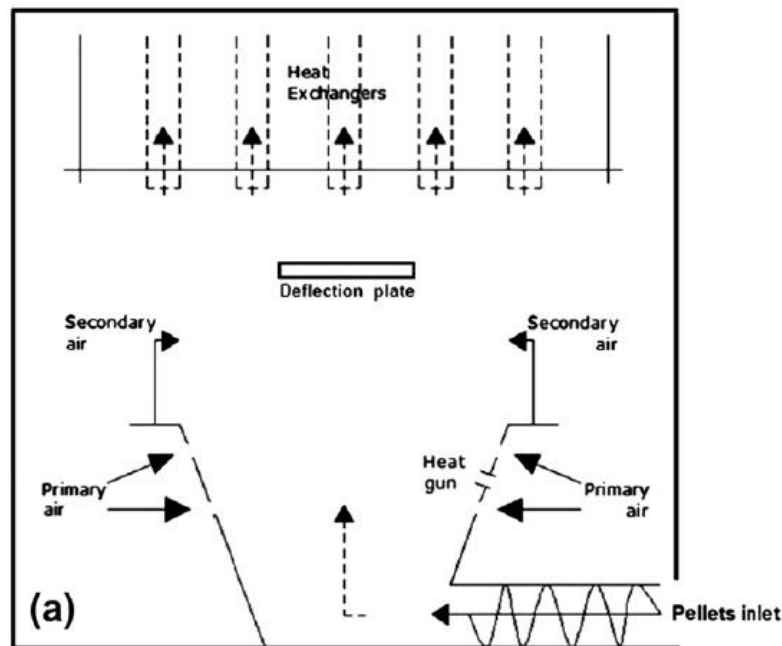 Heat
Exchangers
Deflection plate
Secondary
air
Secondary
air
Heat
gun
Primary
air
Primary
air
(a)
Pellets inlet